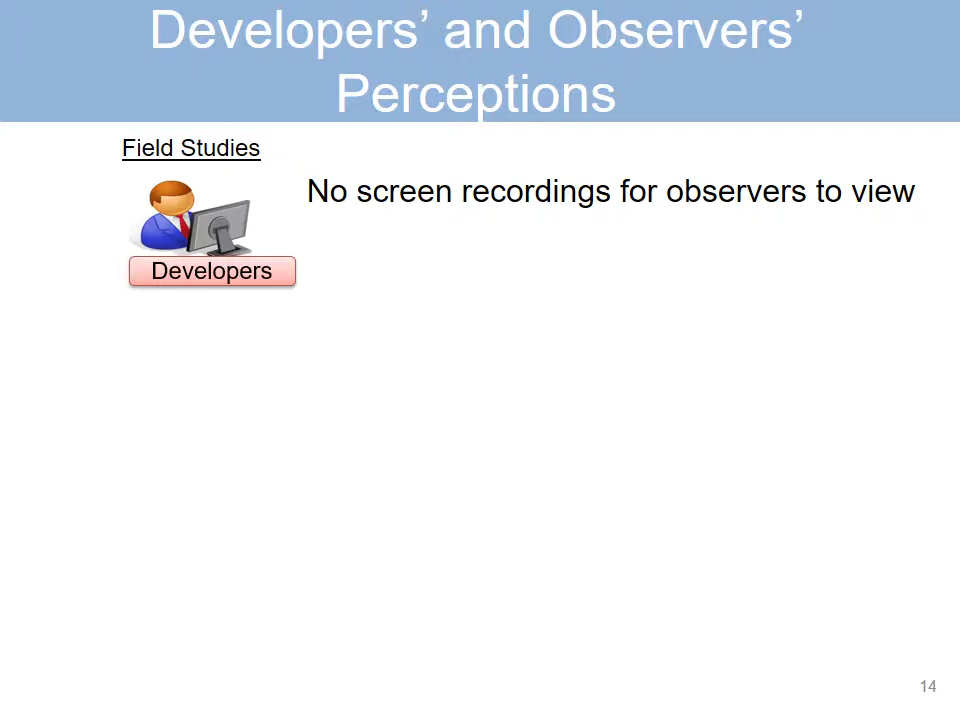 Developers’ and Observers’
Perceptions
Field Studies
No screen recordings for observers to view
Developers
14